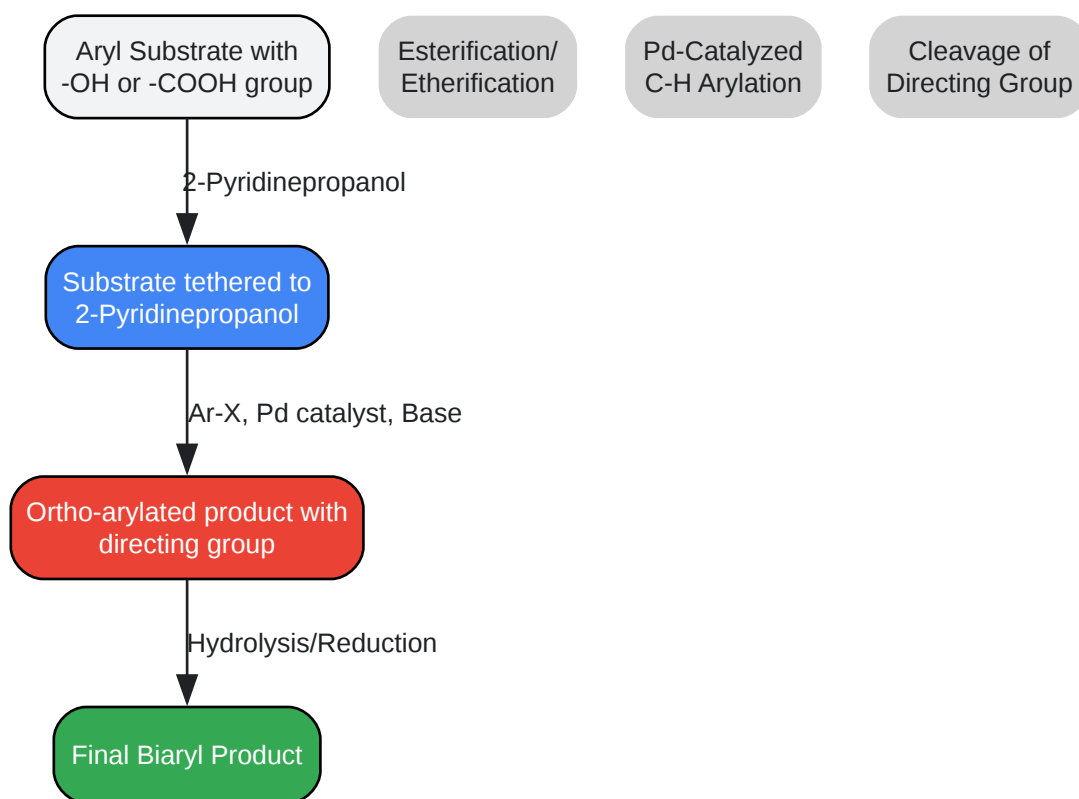 Aryl Substrate with
-OH or -COOH group
Esterification/
Etherification
Pd-Catalyzed
C-H Arylation
Cleavage of
Directing Group
2-Pyridinepropanol
Substrate tethered to
2-Pyridinepropanol
Ar-X, Pd catalyst, Base
Ortho-arylated product with
directing group
Hydrolysis/Reduction
Final Biaryl Product